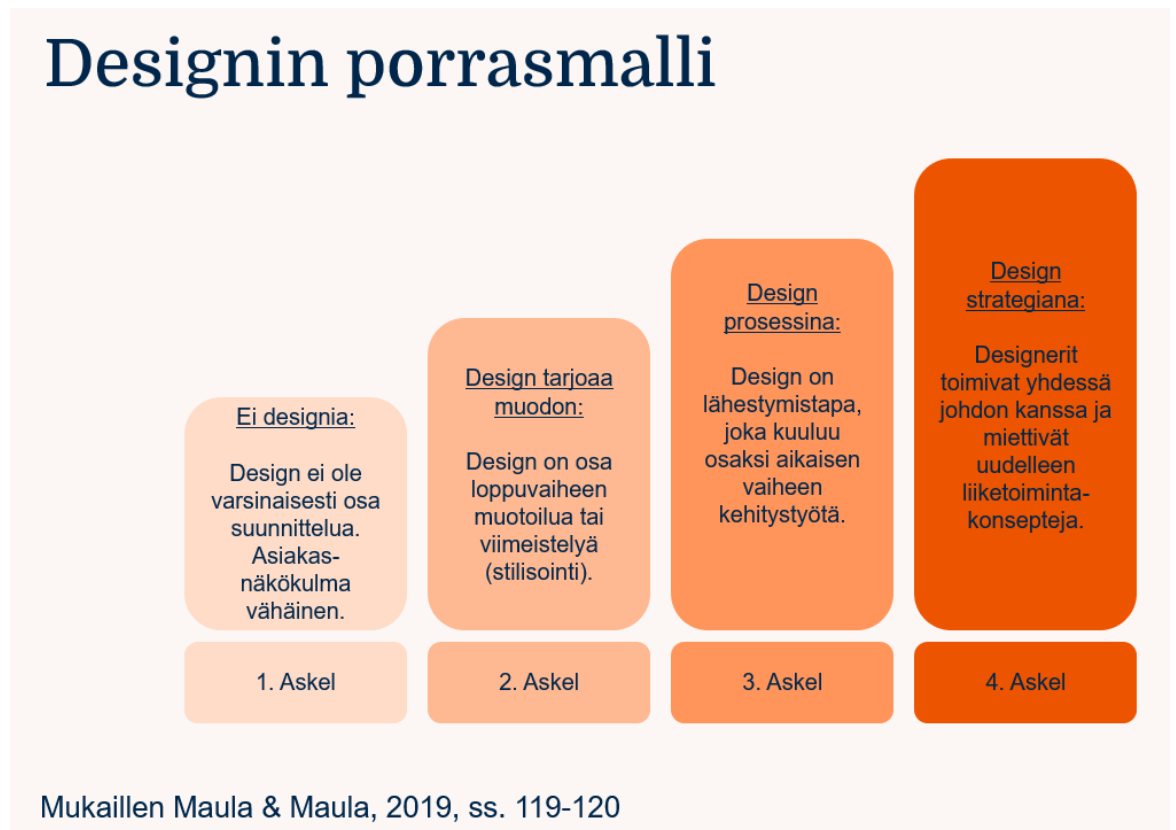 Designin porrasmalli
Ei designia:
Design ei ole
varsinaisesti osa
suunnittelua.
Asiakas-
näkökulma
vähäinen.
1. Askel
Design tarjoaa
muodon:
Design on osa
loppuvaiheen
muotoilua tai
viimeistelyä
(stilisointi).
2. Askel
Design
prosessina:
Design on
lähestymistapa,
joka kuuluu
osaksi aikaisen
vaiheen
kehitystyötä.
3. Askel
Design
strategiana:
Designerit
toimivat yhdessä
johdon kanssa ja
miettivät
uudelleen
liiketoiminta-
konsepteja.
4. Askel
Mukaillen Maula & Maula, 2019, ss. 119-120